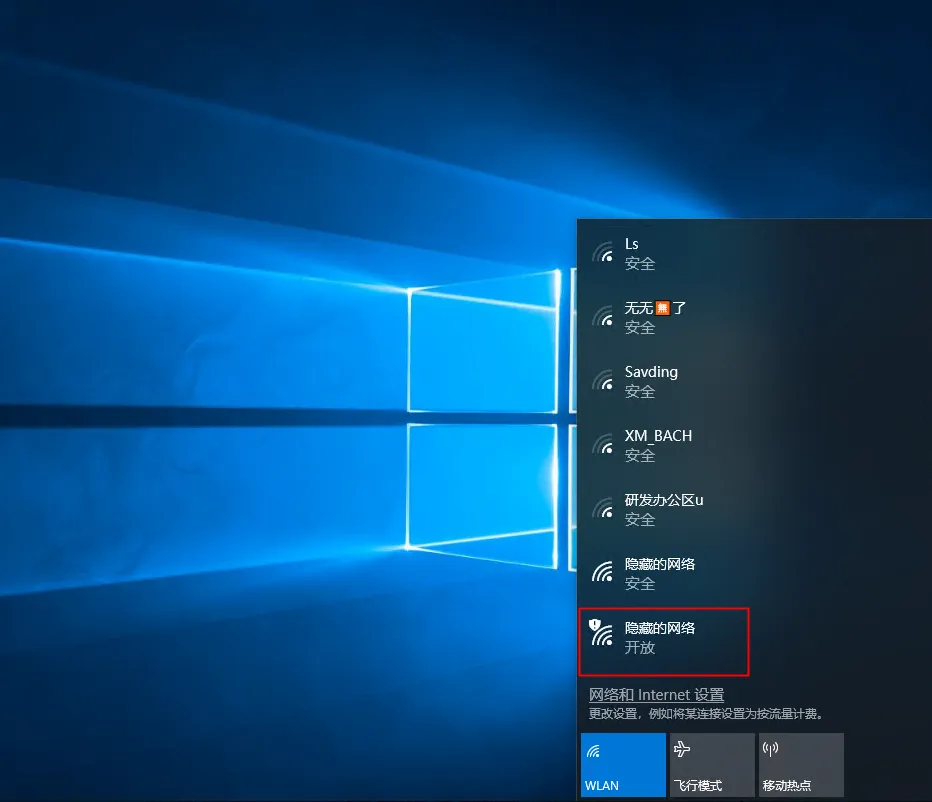 Ls
安全
无无🈚了
安全
Savding
安全
XM_BACH
安全
研发办公区u
安全
隐藏的网络
安全
隐藏的网络
开放
网络和 Internet 设置
更改设置，例如将某连接设置为按流量计费。
WLAN
飞行模式
移动热点